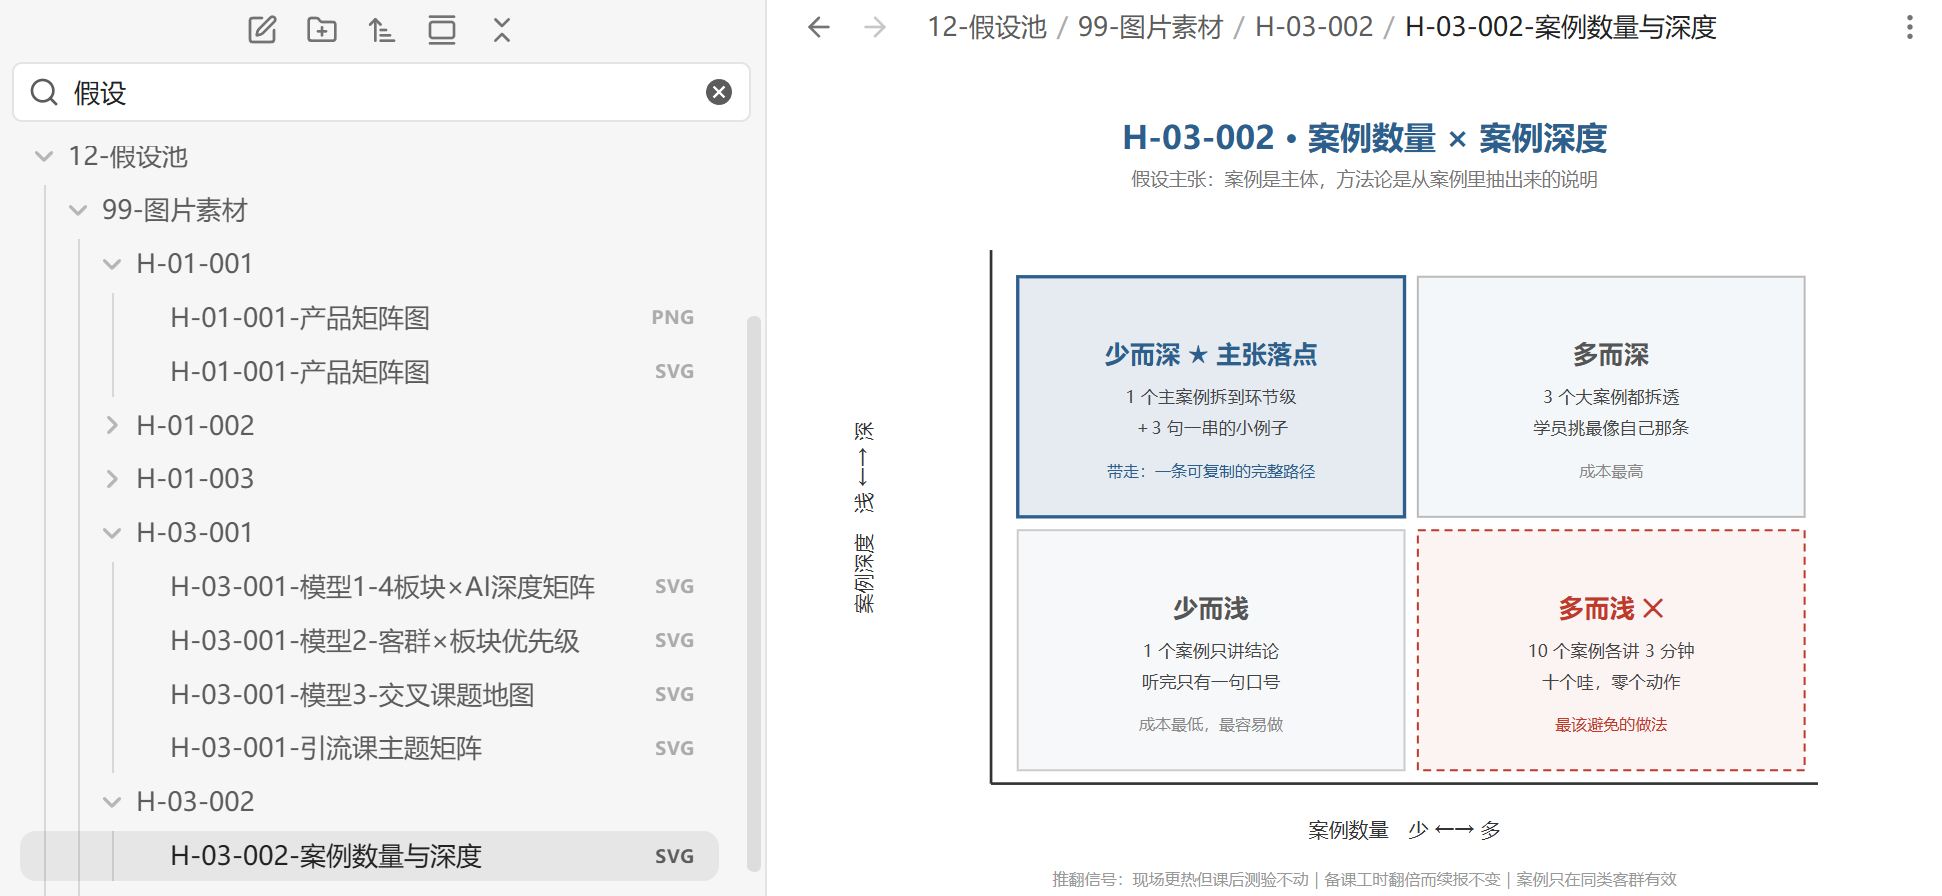 假设
12-假设池
99-图片素材
H-01-001
H-01-001-产品矩阵图 PNG
H-01-001-产品矩阵图 SVG
H-01-002
H-01-003
H-03-001
H-03-001-模型1-4板块×AI深度矩阵 SVG
H-03-001-模型2-客群×板块优先级 SVG
H-03-001-模型3-交叉课题地图 SVG
H-03-001-引流课主题矩阵 SVG
H-03-002
H-03-002-案例数量与深度 SVG
12-假设池 / 99-图片素材 / H-03-002 / H-03-002-案例数量与深度
H-03-002 • 案例数量 × 案例深度
假设主张：案例是主体，方法论是从案例里抽出来的说明
案例深度 浅 ←→ 深
少而深 ★ 主张落点
1 个主案例拆到环节级
+ 3 句一串的小例子
带走：一条可复制的完整路径
多而深
3 个大案例都拆透
学员挑最像自己那条
成本最高
少而浅
1 个案例只讲结论
听完只有一句口号
成本最低，最容易做
多而浅 ✕
10 个案例各讲 3 分钟
十个哇，零个动作
最该避免的做法
案例数量 少 ←→ 多
推翻信号：现场更热但课后测验不动 | 备课工时翻倍而续报不变 | 案例只在同类客群有效